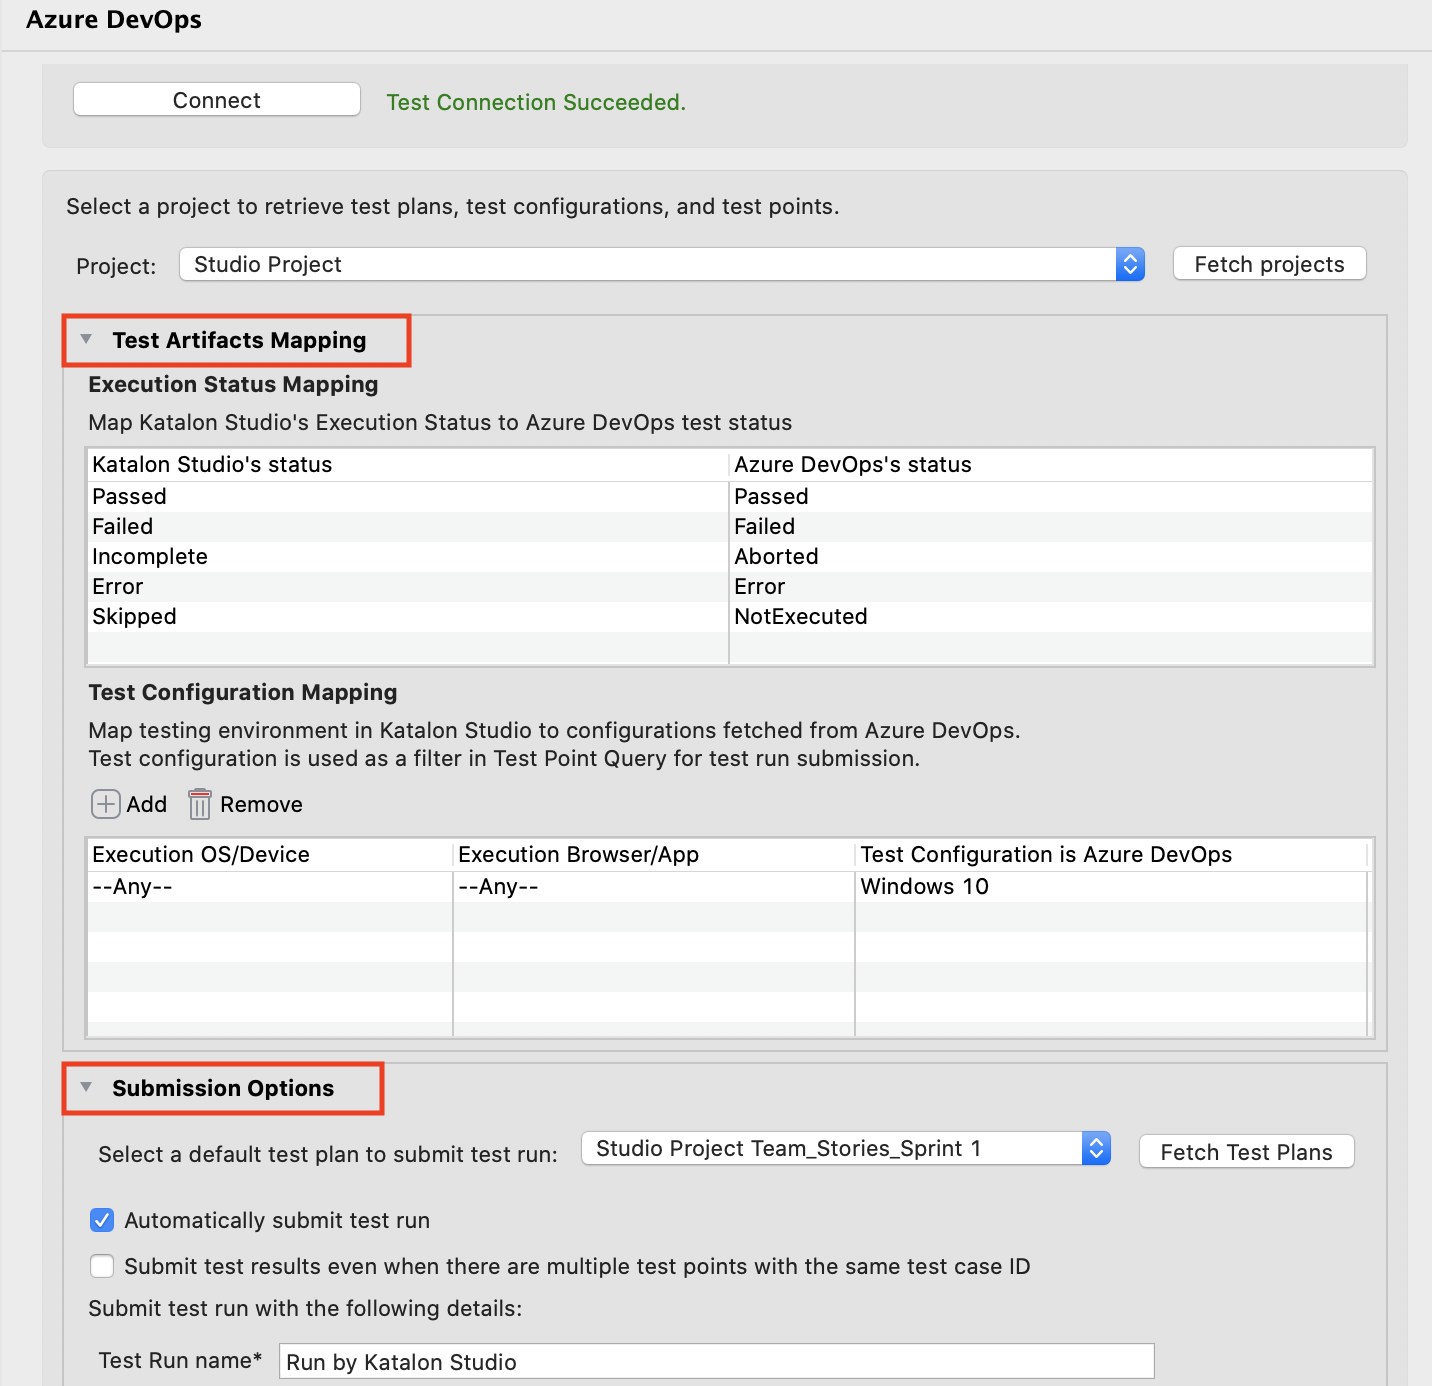 Azure DevOps
Connect Test Connection Succeeded.
Select a project to retrieve test plans, test configurations, and test points.
Project: Studio Project Fetch projects
Test Artifacts Mapping
Execution Status Mapping
Map Katalon Studio's Execution Status to Azure DevOps test status
Katalon Studio's status Azure DevOps's status
Passed Passed
Failed Failed
Incomplete Aborted
Error Error
Skipped NotExecuted
Test Configuration Mapping
Map testing environment in Katalon Studio to configurations fetched from Azure DevOps.
Test configuration is used as a filter in Test Point Query for test run submission.
Add Remove
Execution OS/Device Execution Browser/App Test Configuration is Azure DevOps
--Any-- --Any-- Windows 10
Submission Options
Select a default test plan to submit test run: Studio Project Team_Stories_Sprint 1 Fetch Test Plans
Automatically submit test run
Submit test results even when there are multiple test points with the same test case ID
Submit test run with the following details:
Test Run name* Run by Katalon Studio